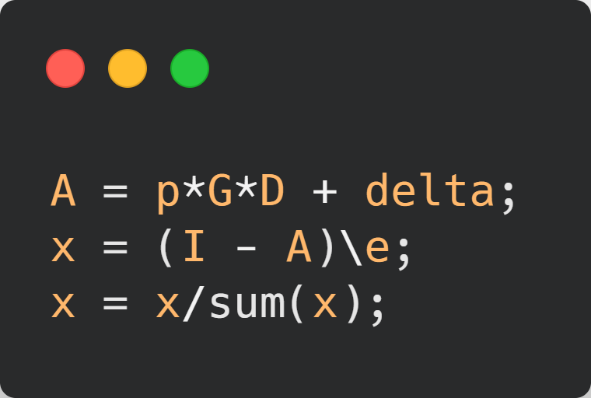 A = p*G*D + delta;
x = (I - A)\e;
x = x/sum(x);